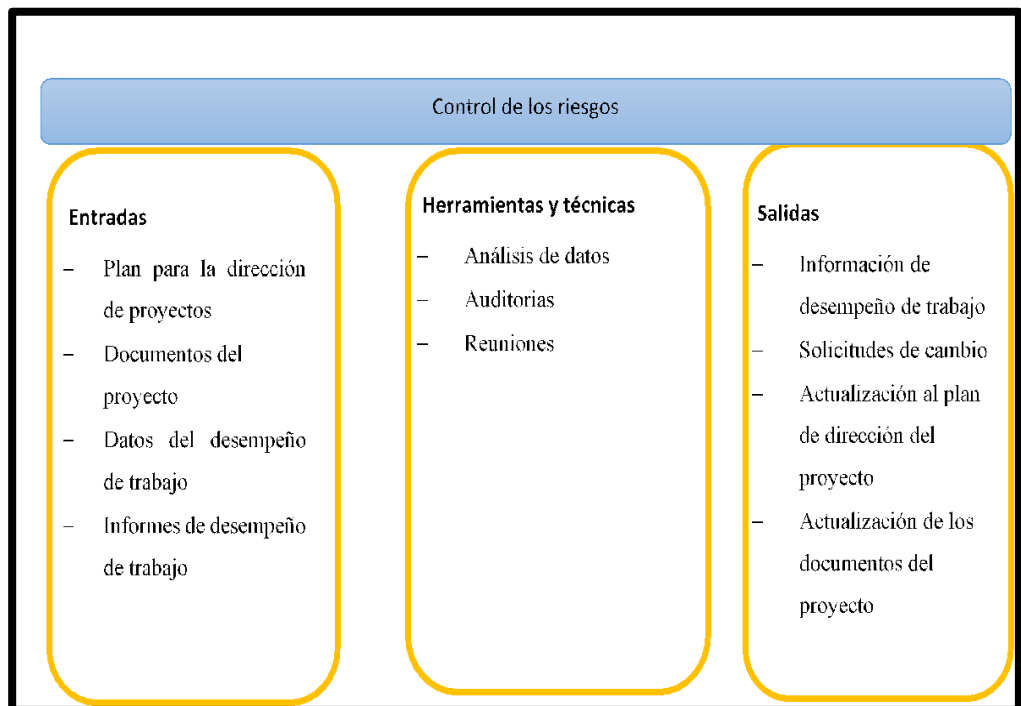 Control de los riesgos
Entradas
– Plan para la dirección
de proyectos
– Documentos del
proyecto
– Datos del desempeño
de trabajo
– Informes de desempeño
de trabajo
Herramientas y técnicas
– Análisis de datos
– Auditorias
– Reuniones
Salidas
– Información de
desempeño de trabajo
– Solicitudes de cambio
– Actualización al plan
de dirección del
proyecto
– Actualización de los
documentos del
proyecto